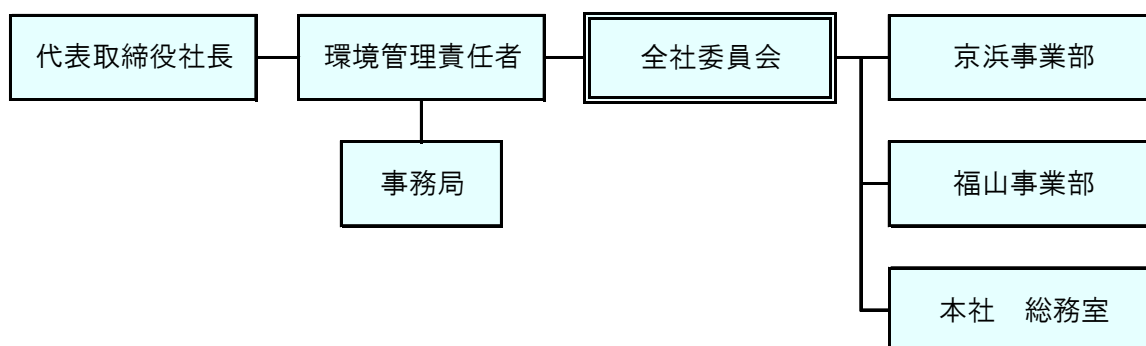 代表取締役社長
環境管理責任者
全社委員会
京浜事業部
事務局
福山事業部
本社　総務室